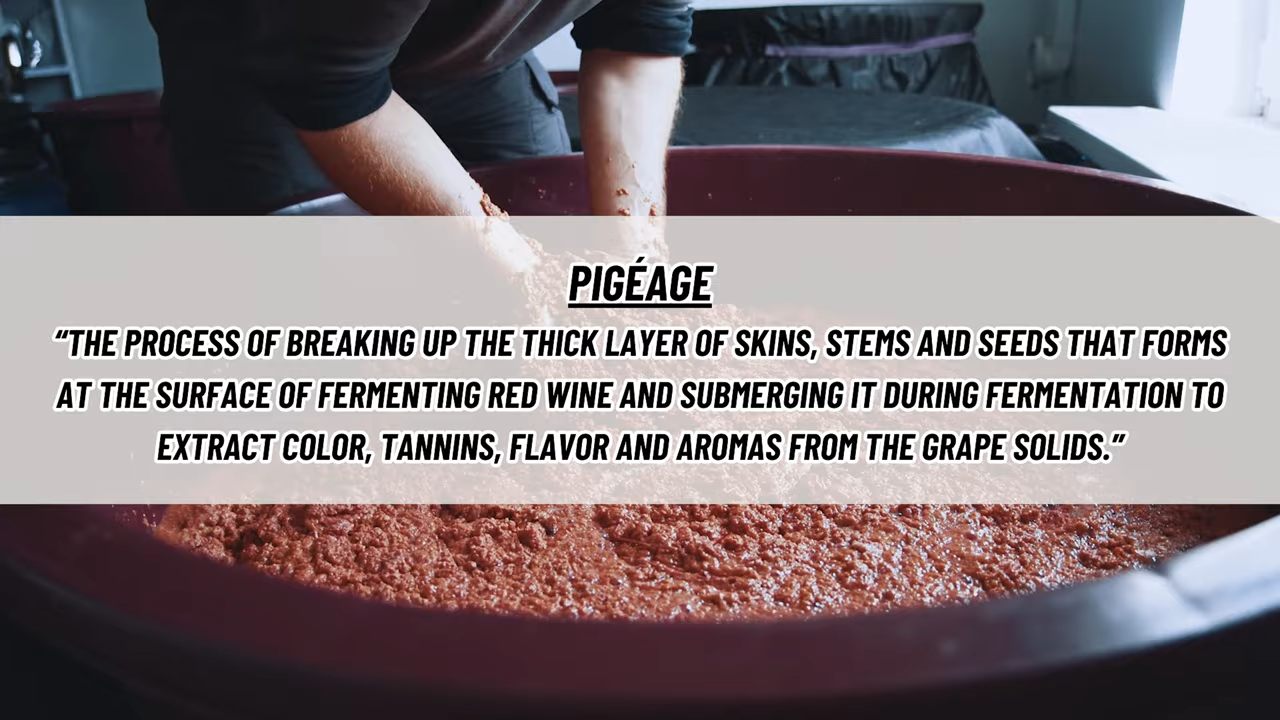 PIGÉAGE
“THE PROCESS OF BREAKING UP THE THICK LAYER OF SKINS, STEMS AND SEEDS THAT FORMS
AT THE SURFACE OF FERMENTING RED WINE AND SUBMERGING IT DURING FERMENTATION TO
EXTRACT COLOR, TANNINS, FLAVOR AND AROMAS FROM THE GRAPE SOLIDS.”